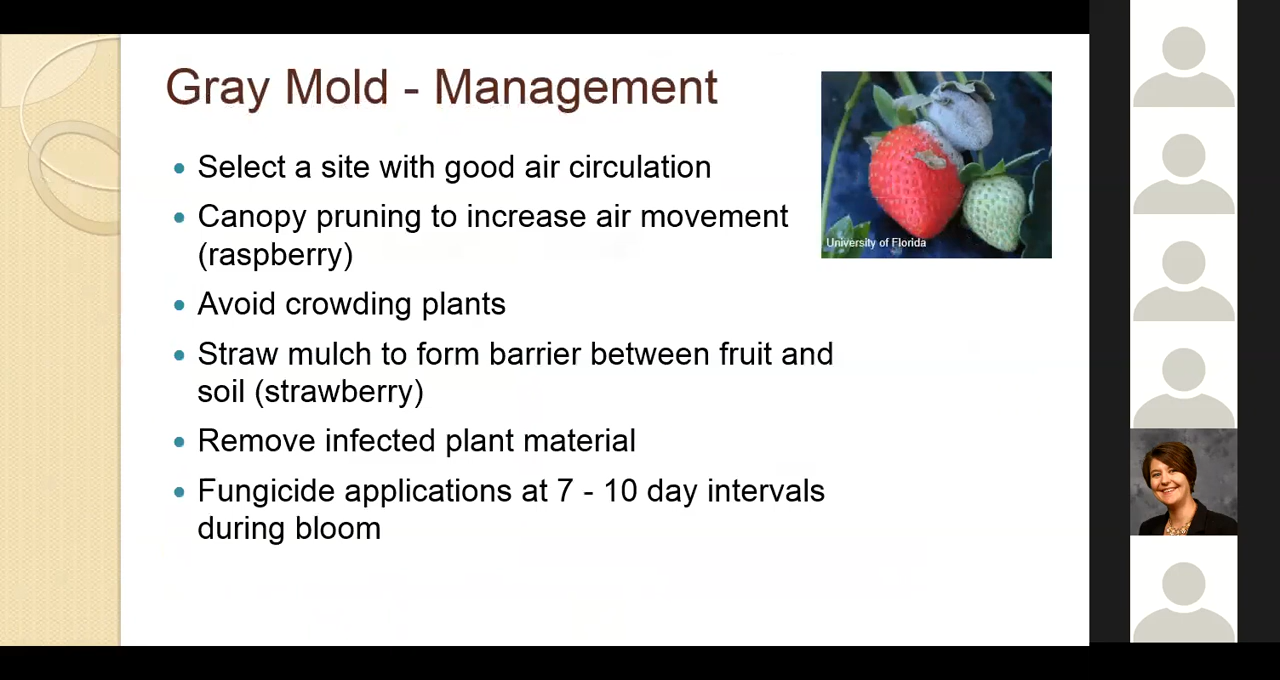 Gray Mold - Management
Select a site with good air circulation
Canopy pruning to increase air movement
(raspberry)
Avoid crowding plants
Straw mulch to form barrier between fruit and
soil (strawberry)
Remove infected plant material
Fungicide applications at 7 - 10 day intervals
during bloom
University of Florida